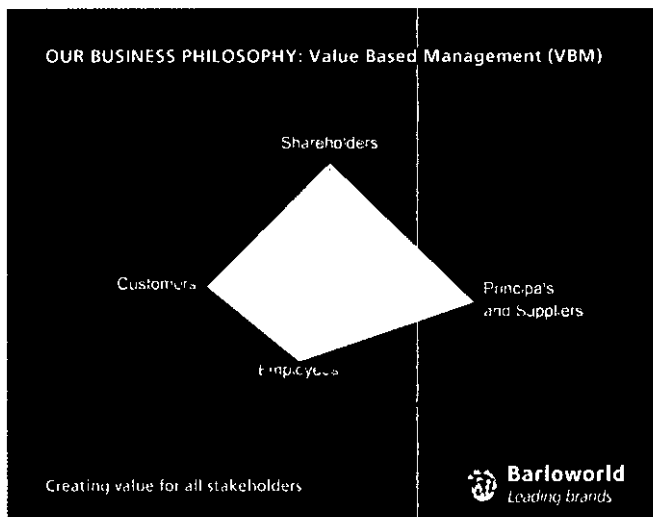 OUR BUSINESS PHILOSOPHY: Value Based Management (VBM)
Shareholders
Customers
Principals
and Suppliers
Employees
Creating value for all stakeholders
Barloworld
Leading brands